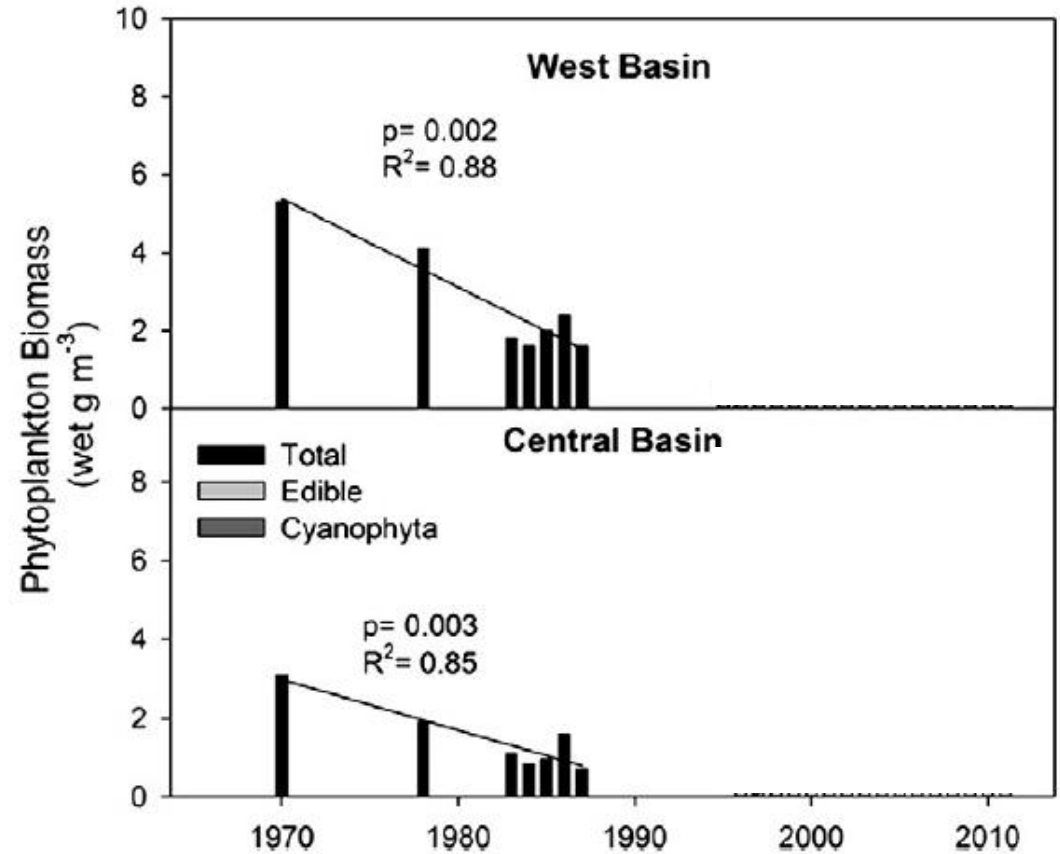 Phytoplankton Biomass
(wet g m⁻³)
10
8
6
4
2
0
West Basin
p= 0.002
R²= 0.88
8
6
4
2
0
Central Basin
Total
Edible
Cyanophyta
p= 0.003
R²= 0.85
1970 1980 1990 2000 2010